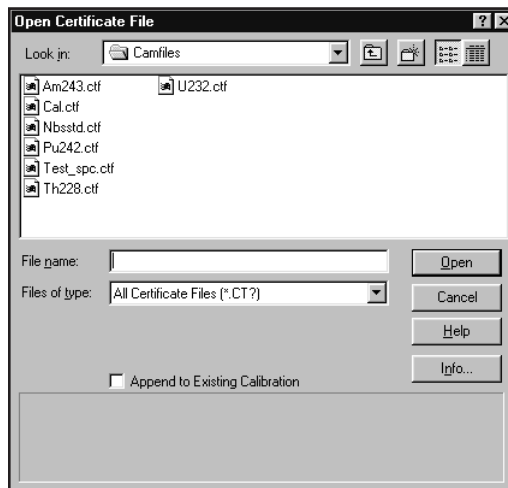 Open Certificate File
Look in: Camfiles
Am243.ctf U232.ctf
Cal.ctf
Nbsstd.ctf
Pu242.ctf
Test_spc.ctf
Th228.ctf
File name: Open
Files of type: All Certificate Files (*.CT?) Cancel
Help
Info...
Append to Existing Calibration